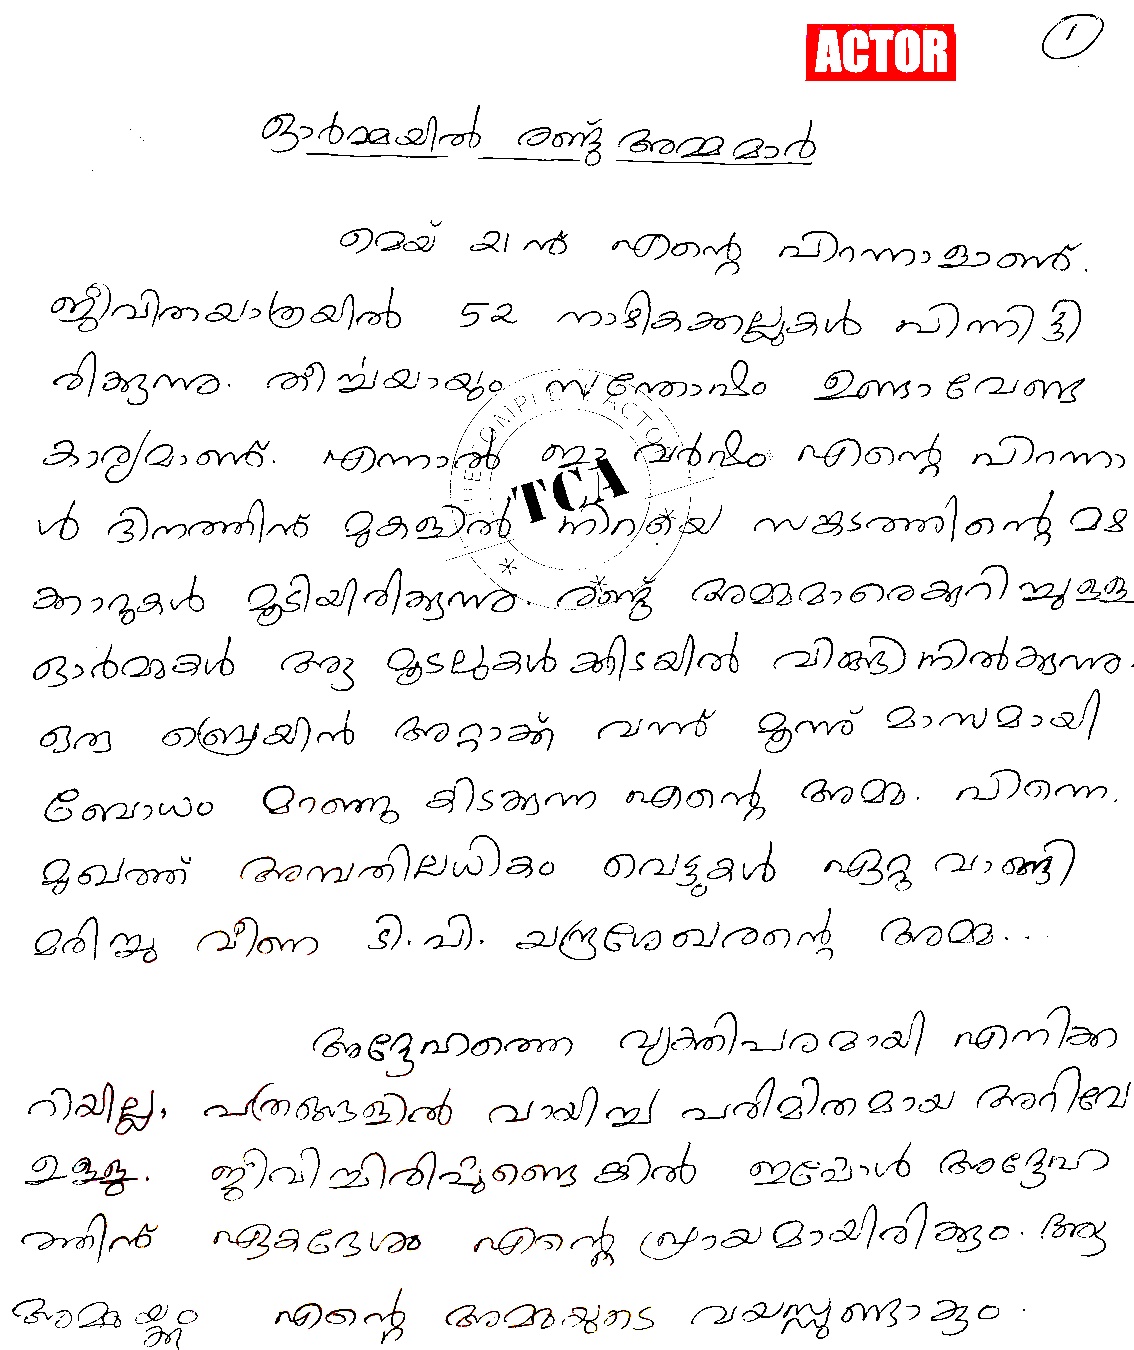 ACTOR
1
ഓർമ്മയിൽ രണ്ട് അമ്മമാർ
മെയ് 21 ൻ എന്റെ പിറന്നാളാണ്.
ജീവിതയാത്രയിൽ 52 നാഴികക്കല്ലുകൾ പിന്നിട്ടി
രിക്കുന്നു. തീർച്ചയായും സന്തോഷം ഉണ്ടാവേണ്ട
കാര്യമാണ്. എന്നാൽ ഈ വർഷം എന്റെ പിറന്നാ
ൾ ദിനത്തിന് മുകളിൽ നിറയെ സങ്കടത്തിന്റെ മഴ
ക്കാറുകൾ മൂടിയിരിക്കുന്നു. രണ്ട് അമ്മമാരെക്കുറിച്ചുള്ള
ഓർമ്മകൾ ആ മൂടലുകൾക്കിടയിൽ വിങ്ങിനിൽക്കുന്നു.
ഒരു ബ്രെയിൻ അറ്റാക്ക് വന്ന് മൂന്ന് മാസമായി
ബോധം മറഞ്ഞു കിടക്കുന്ന എന്റെ അമ്മ. പിന്നെ,
മുഖത്ത് അമ്പതിലധികം വെട്ടുകൾ ഏറ്റു വാങ്ങി
മരിച്ചു വീണ ടി.പി. ചന്ദ്രശേഖരന്റെ അമ്മ...
അദ്ദേഹത്തെ വ്യക്തിപരമായി എനിക്ക
റിയില്ല, പത്രങ്ങളിൽ വായിച്ച പരിമിതമായ അറിവേ
ഉള്ളു. ജീവിച്ചിരിപ്പുണ്ടെങ്കിൽ ഇപ്പോൾ അദ്ദേഹ
ത്തിന് ഏകദേശം എന്റെ പ്രായമായിരിക്കും. ആ
അമ്മയ്ക്കും എന്റെ അമ്മയുടെ വയസ്സുണ്ടാകും.
THE COMPLETE ACTOR
TCA